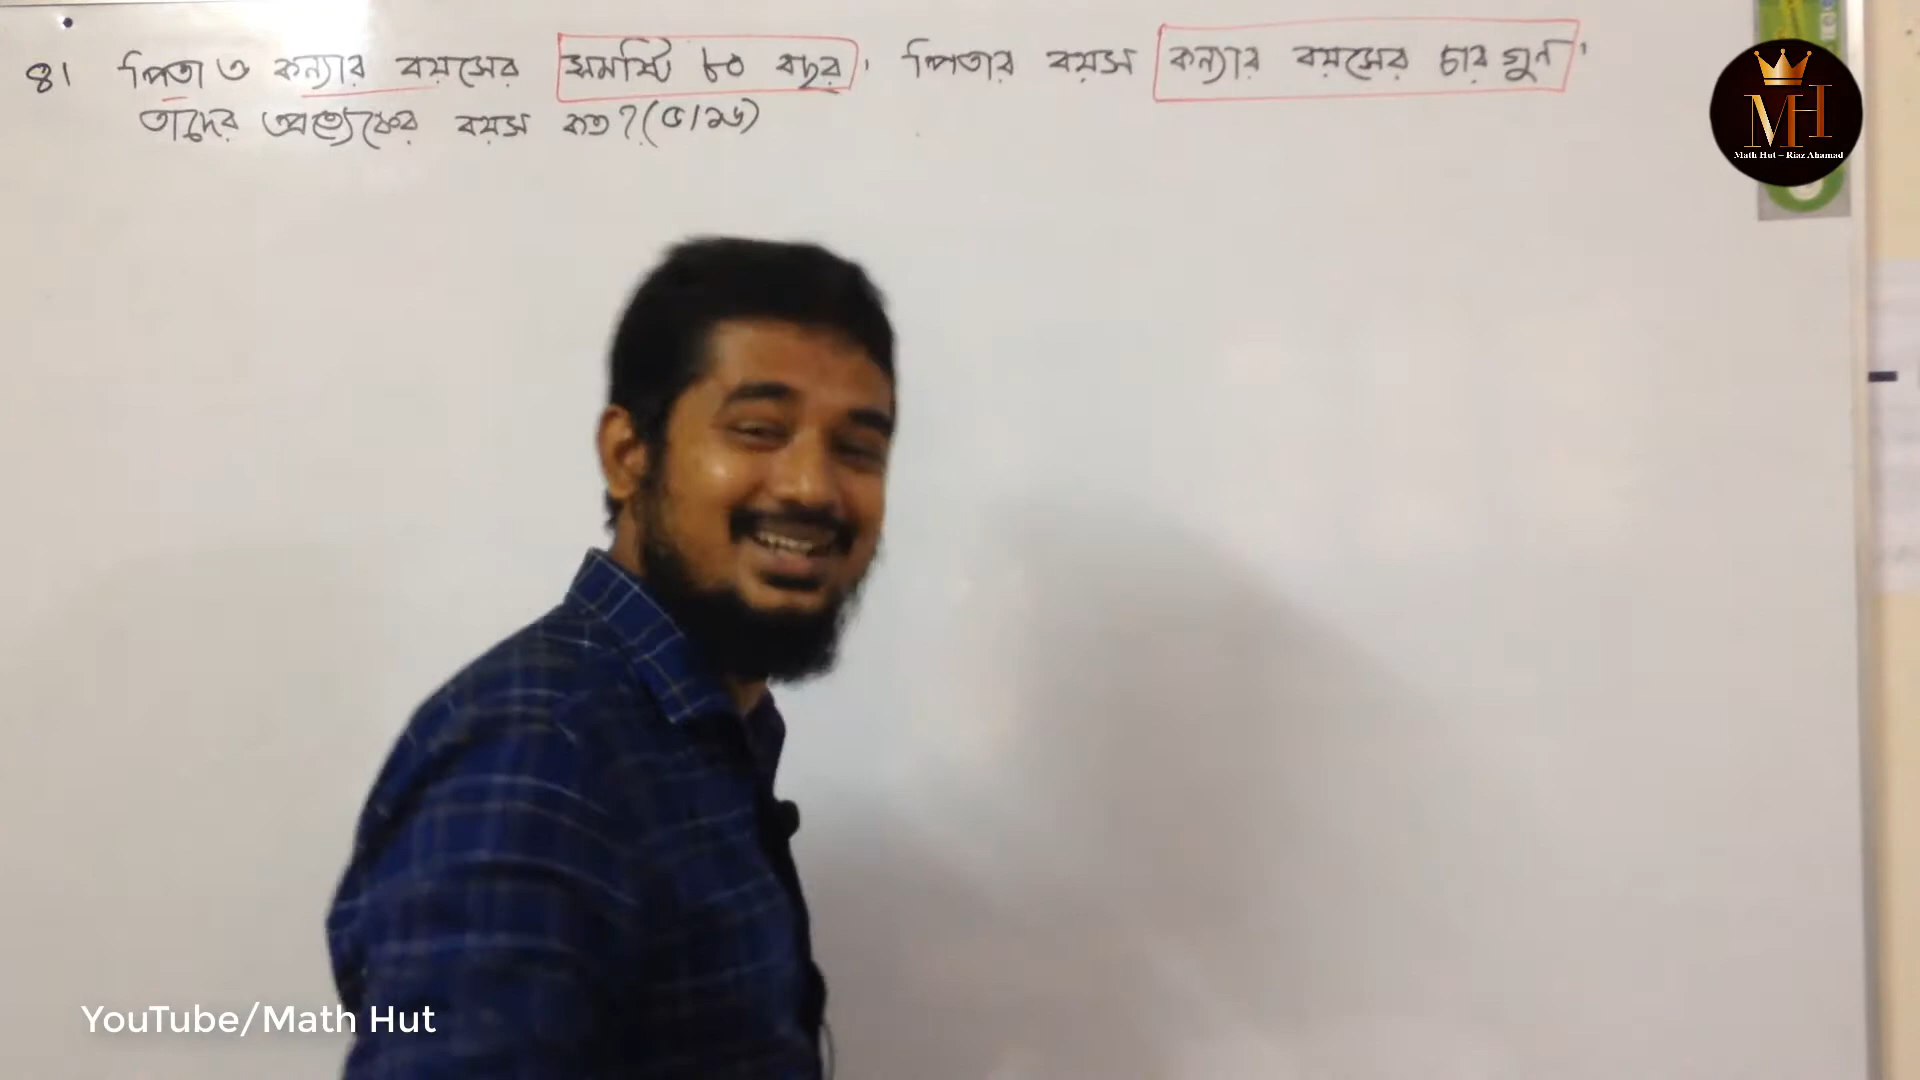 ৪। পিতা ও কন্যার বয়সের সমষ্টি ৮০ বছর। পিতার বয়স কন্যার বয়সের চার গুণ।
তাদের প্রত্যেকের বয়স কত? (৫/১৬)
MH
Math Hut – Riaz Ahamad
YouTube/Math Hut